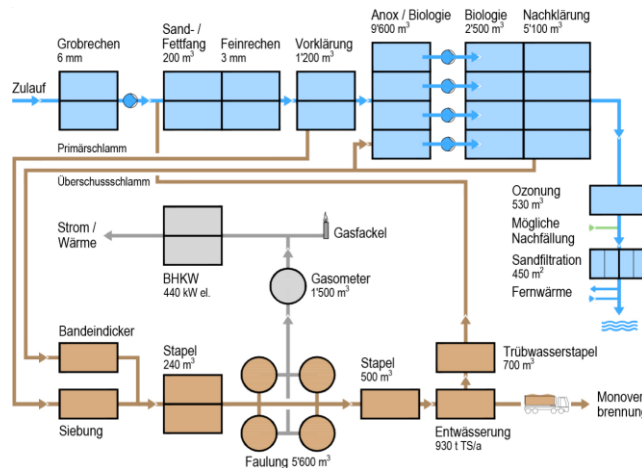 Grobrechen
6 mm
Sand- /
Fettfang
200 m³
Feinrechen
3 mm
Vorklärung
1'200 m³
Anox / Biologie
9'600 m³
Biologie
2'500 m³
Nachklärung
5'100 m³
Zulauf
Primärschlamm
Überschussschlamm
Ozonung
530 m³
Mögliche
Nachfällung
Sandfiltration
450 m²
Fernwärme
Strom /
Wärme
Gasfackel
BHKW
440 kW el.
Gasometer
1'500 m³
Bandeindicker
Stapel
240 m³
Stapel
500 m³
Trübwasserstapel
700 m³
Siebung
Faulung 5'600 m³
Entwässerung
930 t TS/a
Monover
brennung